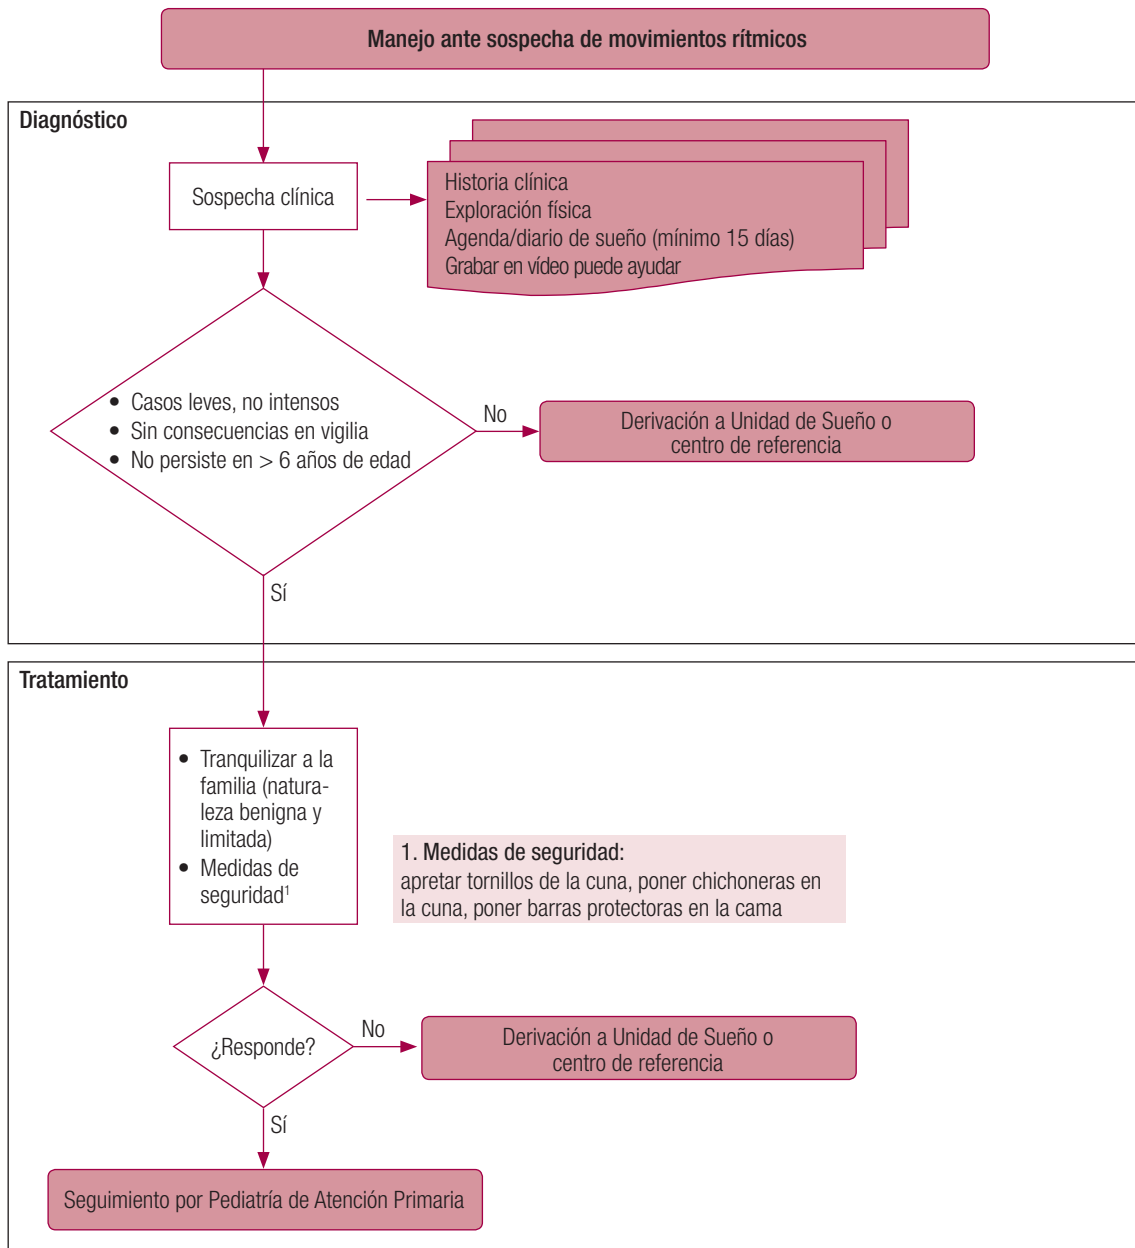 Manejo ante sospecha de movimientos rítmicos
Diagnóstico
Sospecha clínica
Historia clínica
Exploración física
Agenda/diario de sueño (mínimo 15 días)
Grabar en vídeo puede ayudar
• Casos leves, no intensos
• Sin consecuencias en vigilia
• No persiste en > 6 años de edad
No
Derivación a Unidad de Sueño o
centro de referencia
Sí
Tratamiento
• Tranquilizar a la
familia (natura-
leza benigna y
limitada)
• Medidas de
seguridad¹
1. Medidas de seguridad:
apretar tornillos de la cuna, poner chichoneras en
la cuna, poner barras protectoras en la cama
¿Responde?
No
Derivación a Unidad de Sueño o
centro de referencia
Sí
Seguimiento por Pediatría de Atención Primaria